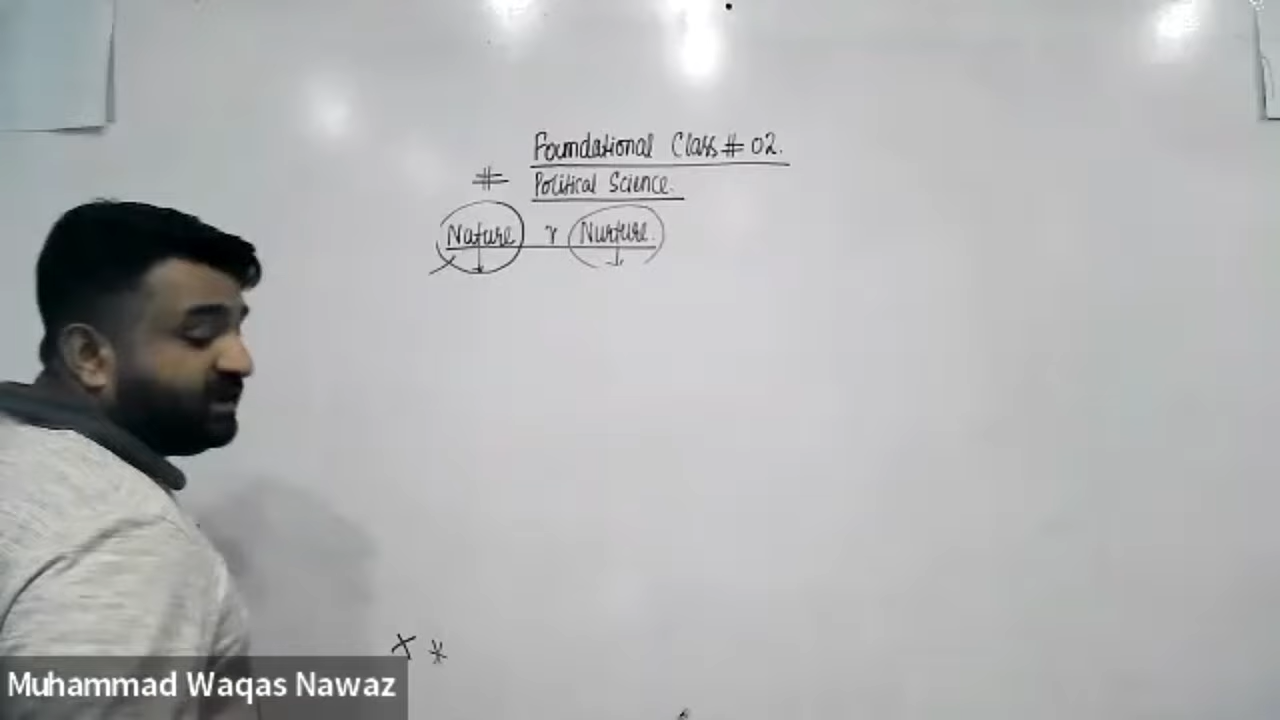 Foundational Class # 02.
# Political Science.
Nature v Nurture.
Muhammad Waqas Nawaz